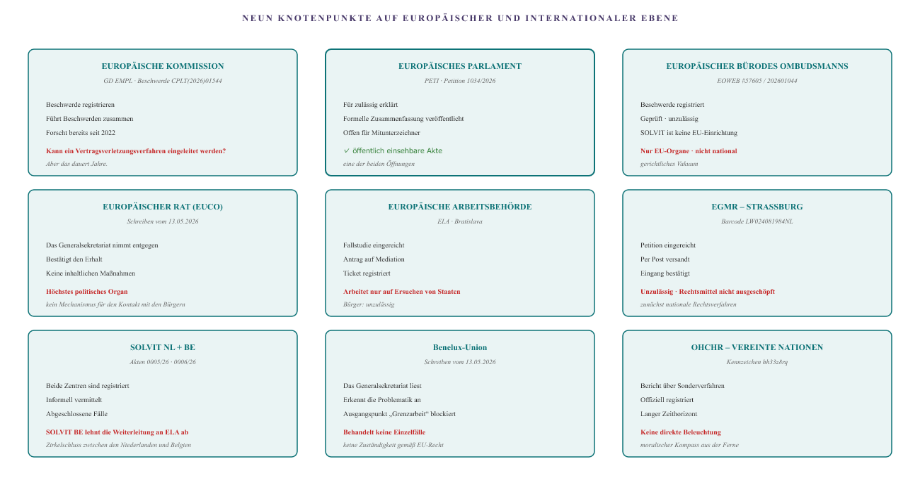 NEUN KNOTENPUNKTE AUF EUROPÄISCHER UND INTERNATIONALER EBENE
EUROPÄISCHE KOMMISSION
GD EMPL · Beschwerde CPLT(2026)01544
Beschwerde registrieren
Führt Beschwerden zusammen
Forscht bereits seit 2022
Kann ein Vertragsverletzungsverfahren eingeleitet werden?
Aber das dauert Jahre.
EUROPÄISCHES PARLAMENT
PETI · Petition 1034/2026
Für zulässig erklärt
Formelle Zusammenfassung veröffentlicht
Offen für Mitunterzeichner
✓ öffentlich einsehbare Akte
eine der beiden Öffnungen
EUROPÄISCHER BÜRODES OMBUDSMANNS
EOWEB #37605 / 202601044
Beschwerde registriert
Geprüft · unzulässig
SOLVIT ist keine EU-Einrichtung
Nur EU-Organe · nicht national
gerichtliches Vakuum
EUROPÄISCHER RAT (EUCO)
Schreiben vom 13.05.2026
Das Generalsekretariat nimmt entgegen
Bestätigt den Erhalt
Keine inhaltlichen Maßnahmen
Höchstes politisches Organ
kein Mechanismus für den Kontakt mit den Bürgern
EUROPÄISCHE ARBEITSBEHÖRDE
ELA · Bratislava
Fallstudie eingereicht
Antrag auf Mediation
Ticket registriert
Arbeitet nur auf Ersuchen von Staaten
Bürger: unzulässig
EGMR – STRASSBURG
Barcode LW024081984NL
Petition eingereicht
Per Post versandt
Eingang bestätigt
Unzulässig · Rechtsmittel nicht ausgeschöpft
zunächst nationale Rechtsverfahren
SOLVIT NL + BE
Akten 0905/26 · 0906/26
Beide Zentren sind registriert
Informell vermittelt
Abgeschlossene Fälle
SOLVIT BE lehnt die Weiterleitung an ELA ab
Zirkelschluss zwischen den Niederlanden und Belgien
Benelux-Union
Schreiben vom 13.05.2026
Das Generalsekretariat liest
Erkennt die Problematik an
Ausgangspunkt „Grenzarbeit“ blockiert
Behandelt keine Einzelfälle
keine Zuständigkeit gemäß EU-Recht
OHCHR – VEREINTE NATIONEN
Kennzeichen
Bericht über Sonderverfahren
Offiziell registriert
Langer Zeithorizont
Keine direkte Beleuchtung
moralischer Kompass aus der Ferne